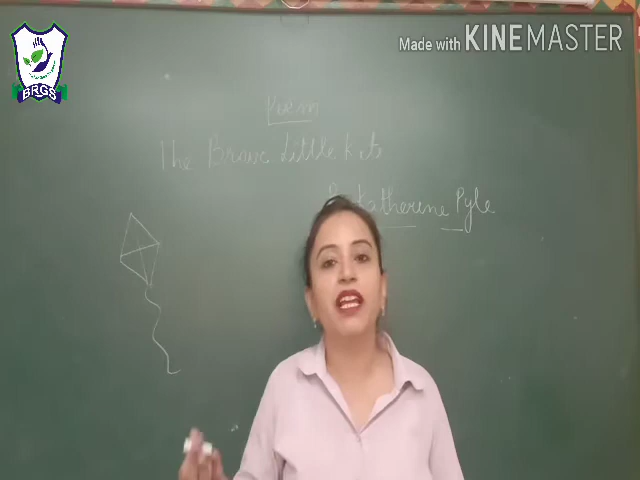 BRGS
Made with KINEMASTER
Poem
The Brave Little Kite
Katherine Pyle